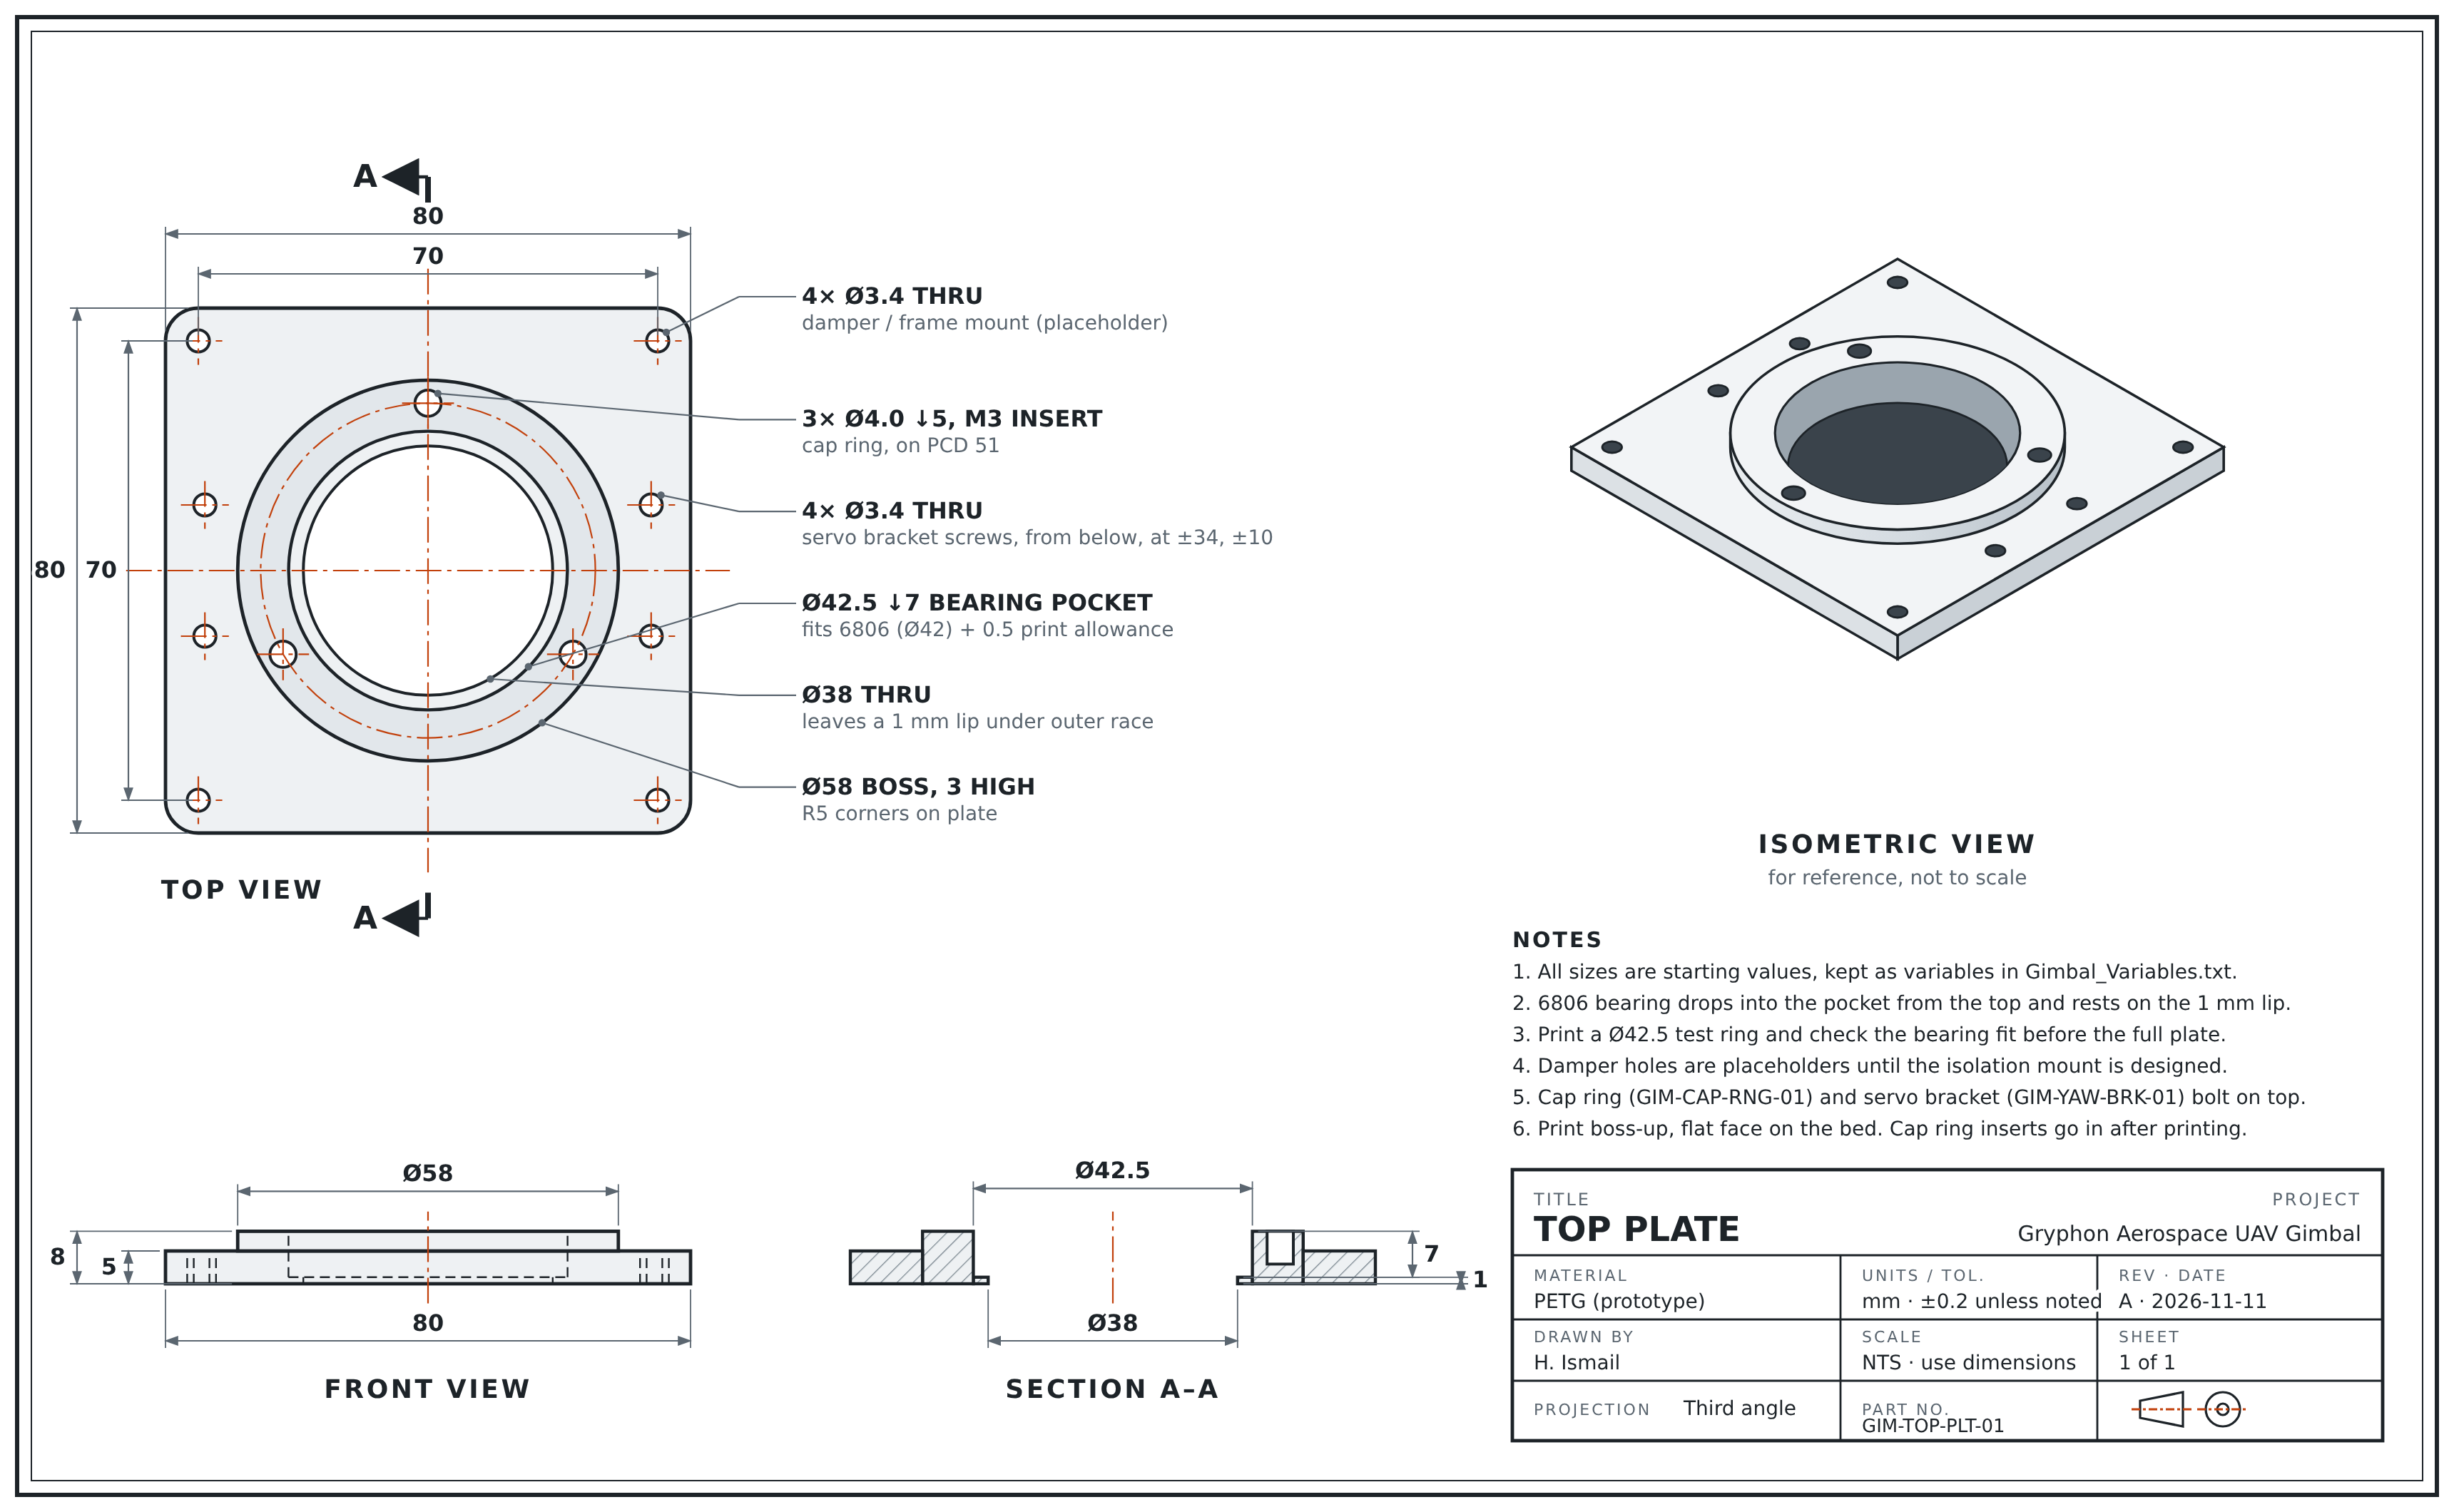 A
80
70
4× Ø3.4 THRU
damper / frame mount (placeholder)
3× Ø4.0 ↓5, M3 INSERT
cap ring, on PCD 51
4× Ø3.4 THRU
servo bracket screws, from below, at ±34, ±10
80
70
Ø42.5 ↓7 BEARING POCKET
fits 6806 (Ø42) + 0.5 print allowance
Ø38 THRU
leaves a 1 mm lip under outer race
Ø58 BOSS, 3 HIGH
R5 corners on plate
TOP VIEW
A
ISOMETRIC VIEW
for reference, not to scale
NOTES
1. All sizes are starting values, kept as variables in Gimbal_Variables.txt.
2. 6806 bearing drops into the pocket from the top and rests on the 1 mm lip.
3. Print a Ø42.5 test ring and check the bearing fit before the full plate.
4. Damper holes are placeholders until the isolation mount is designed.
5. Cap ring (GIM-CAP-RNG-01) and servo bracket (GIM-YAW-BRK-01) bolt on top.
6. Print boss-up, flat face on the bed. Cap ring inserts go in after printing.
Ø58
8
5
80
FRONT VIEW
Ø42.5
7
1
Ø38
SECTION A–A
TITLE
TOP PLATE
PROJECT
Gryphon Aerospace UAV Gimbal
MATERIAL
PETG (prototype)
UNITS / TOL.
mm · ±0.2 unless noted
REV · DATE
A · 2026-11-11
DRAWN BY
H. Ismail
SCALE
NTS · use dimensions
SHEET
1 of 1
PROJECTION Third angle
PART NO.
GIM-TOP-PLT-01